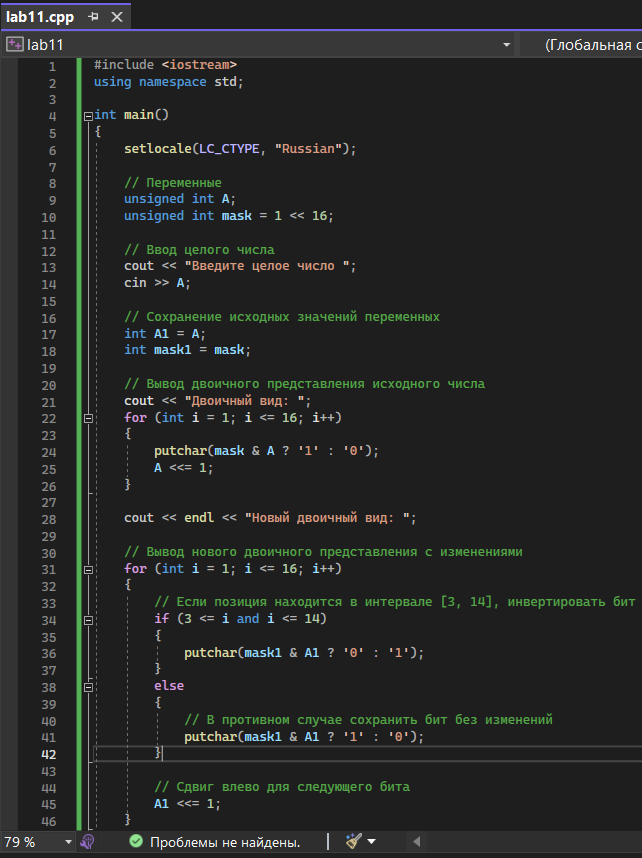 lab11.cpp
lab11 (Глобальная о
1 #include <iostream>
2 using namespace std;
3
4 int main()
5 {
6 setlocale(LC_CTYPE, "Russian");
7
8 // Переменные
9 unsigned int A;
10 unsigned int mask = 1 << 16;
11
12 // Ввод целого числа
13 cout << "Введите целое число ";
14 cin >> A;
15
16 // Сохранение исходных значений переменных
17 int A1 = A;
18 int mask1 = mask;
19
20 // Вывод двоичного представления исходного числа
21 cout << "Двоичный вид: ";
22 for (int i = 1; i <= 16; i++)
23 {
24 putchar(mask & A ? '1' : '0');
25 A <<= 1;
26 }
27
28 cout << endl << "Новый двоичный вид: ";
29
30 // Вывод нового двоичного представления с изменениями
31 for (int i = 1; i <= 16; i++)
32 {
33 // Если позиция находится в интервале [3, 14], инвертировать бит
34 if (3 <= i and i <= 14)
35 {
36 putchar(mask1 & A1 ? '0' : '1');
37 }
38 else
39 {
40 // В противном случае сохранить бит без изменений
41 putchar(mask1 & A1 ? '1' : '0');
42 }
43
44 // Сдвиг влево для следующего бита
45 A1 <<= 1;
46 }
79 % Проблемы не найдены.